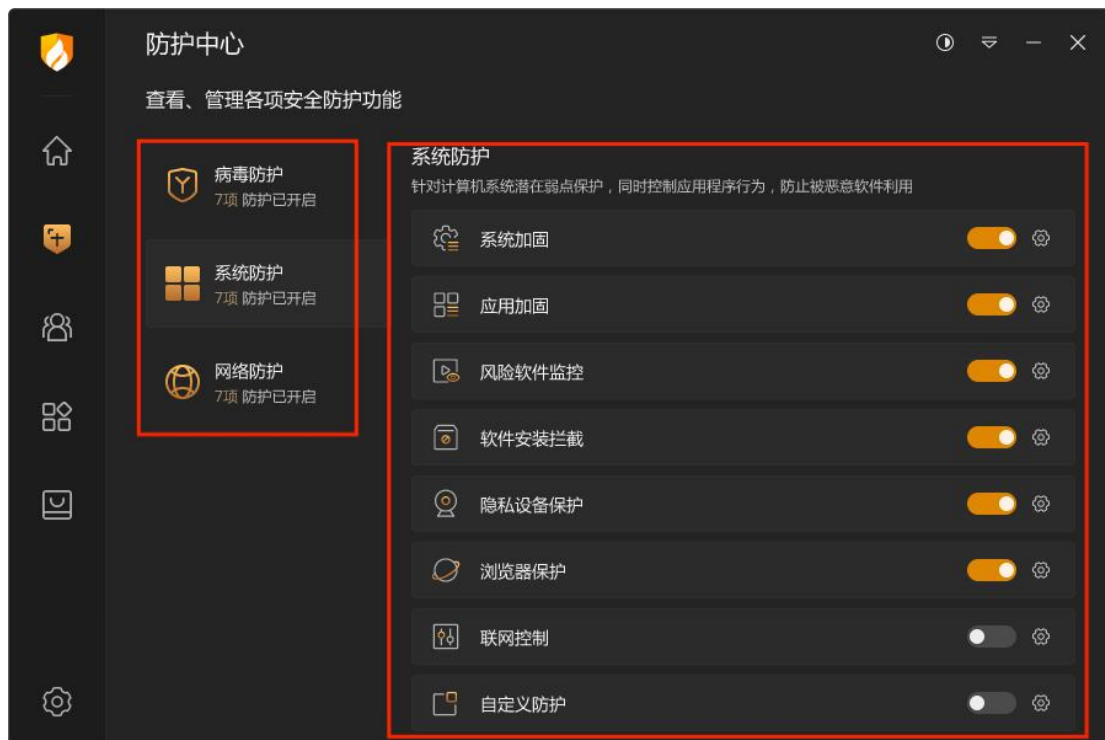 防护中心
查看、管理各项安全防护功能
病毒防护
7项 防护已开启
系统防护
7项 防护已开启
网络防护
7项 防护已开启
系统防护
针对计算机系统潜在弱点保护，同时控制应用程序行为，防止被恶意软件利用
系统加固
应用加固
风险软件监控
软件安装拦截
隐私设备保护
浏览器保护
联网控制
自定义防护